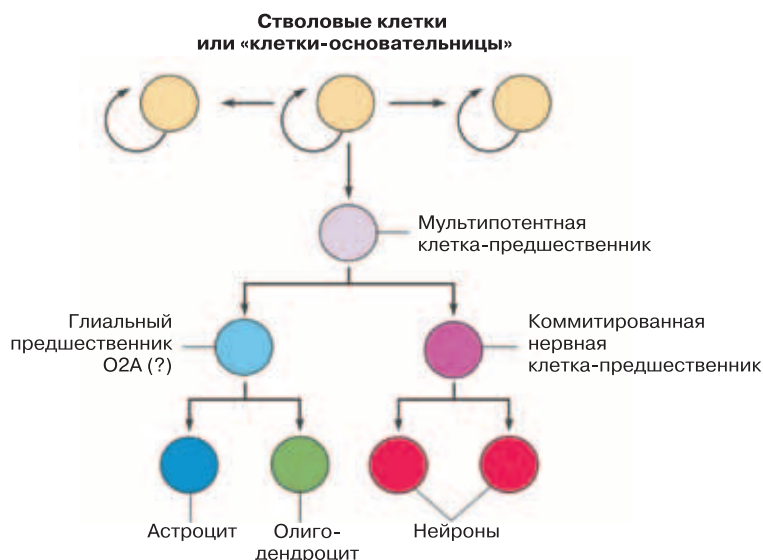 Стволовые клетки
или «клетки-основательницы»
Мультипотентная
клетка-предшественник
Глиальный
предшественник
O2A (?)
Коммитированная
нервная
клетка-предшественник
Астроцит
Олиго-
дендроцит
Нейроны